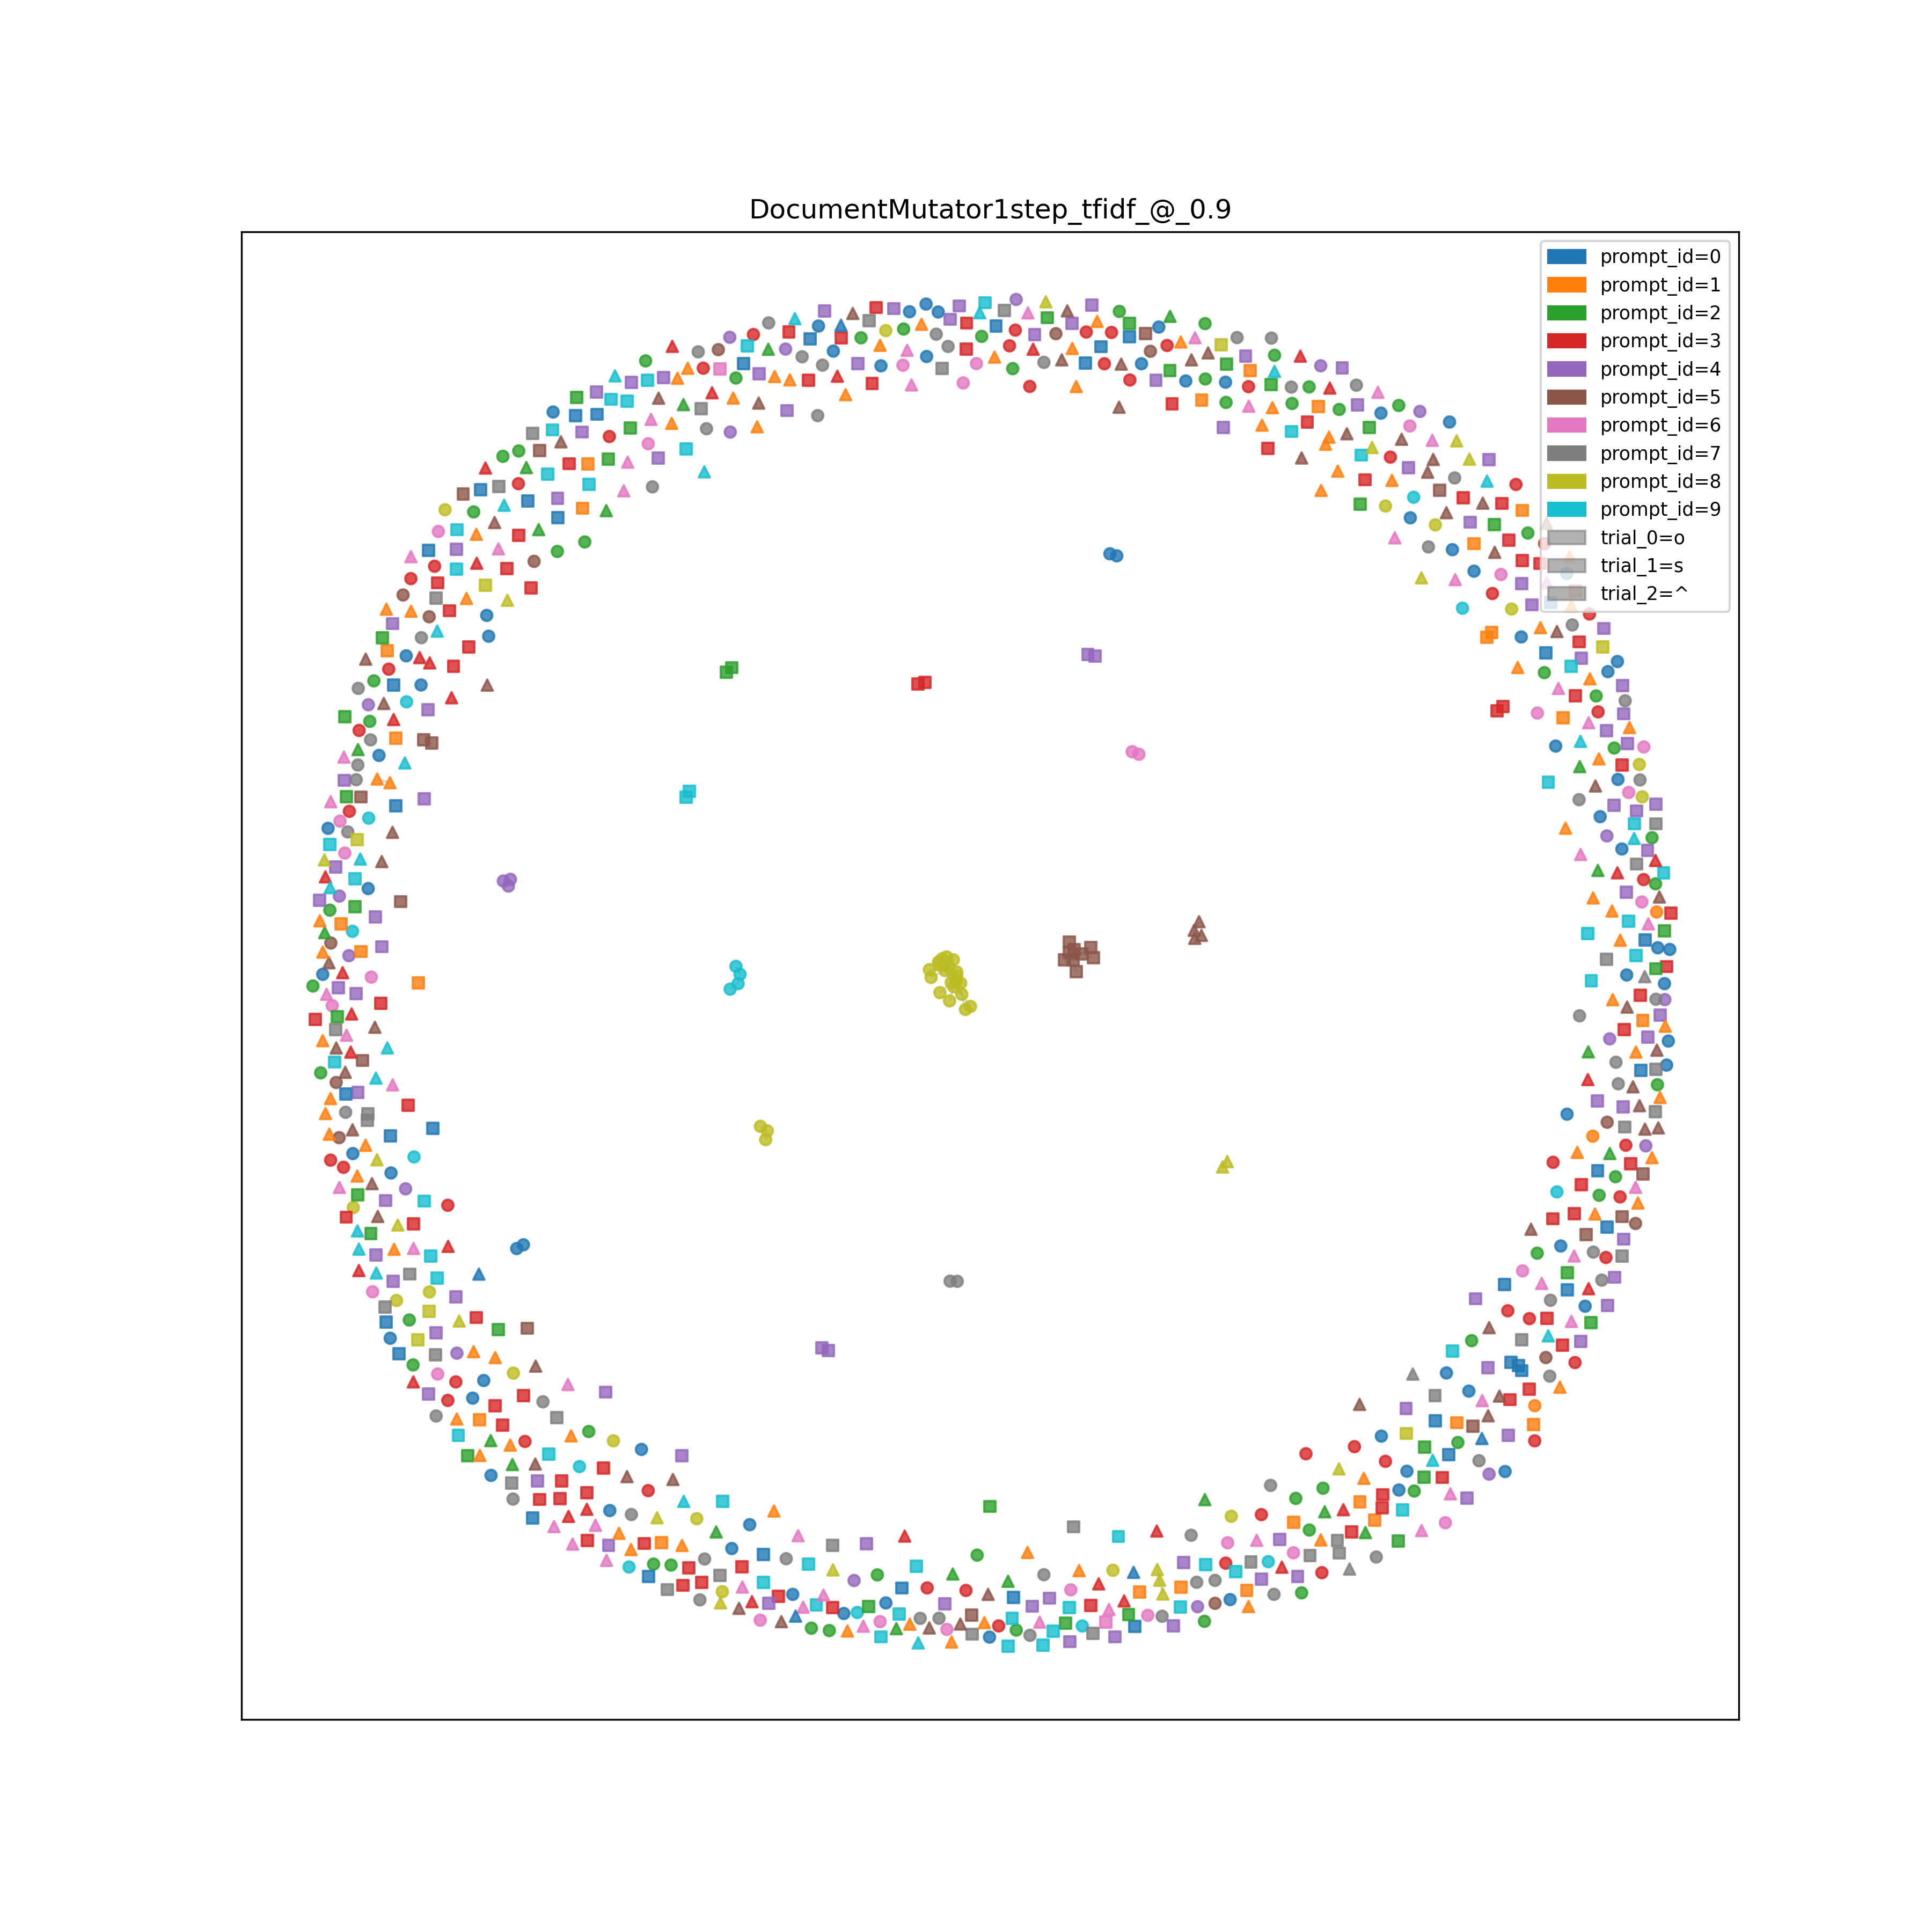 DocumentMutator1step_tfidf_@_0.9
prompt_id=0
prompt_id=1
prompt_id=2
prompt_id=3
prompt_id=4
prompt_id=5
prompt_id=6
prompt_id=7
prompt_id=8
prompt_id=9
trial_0=o
trial_1=s
trial_2=^